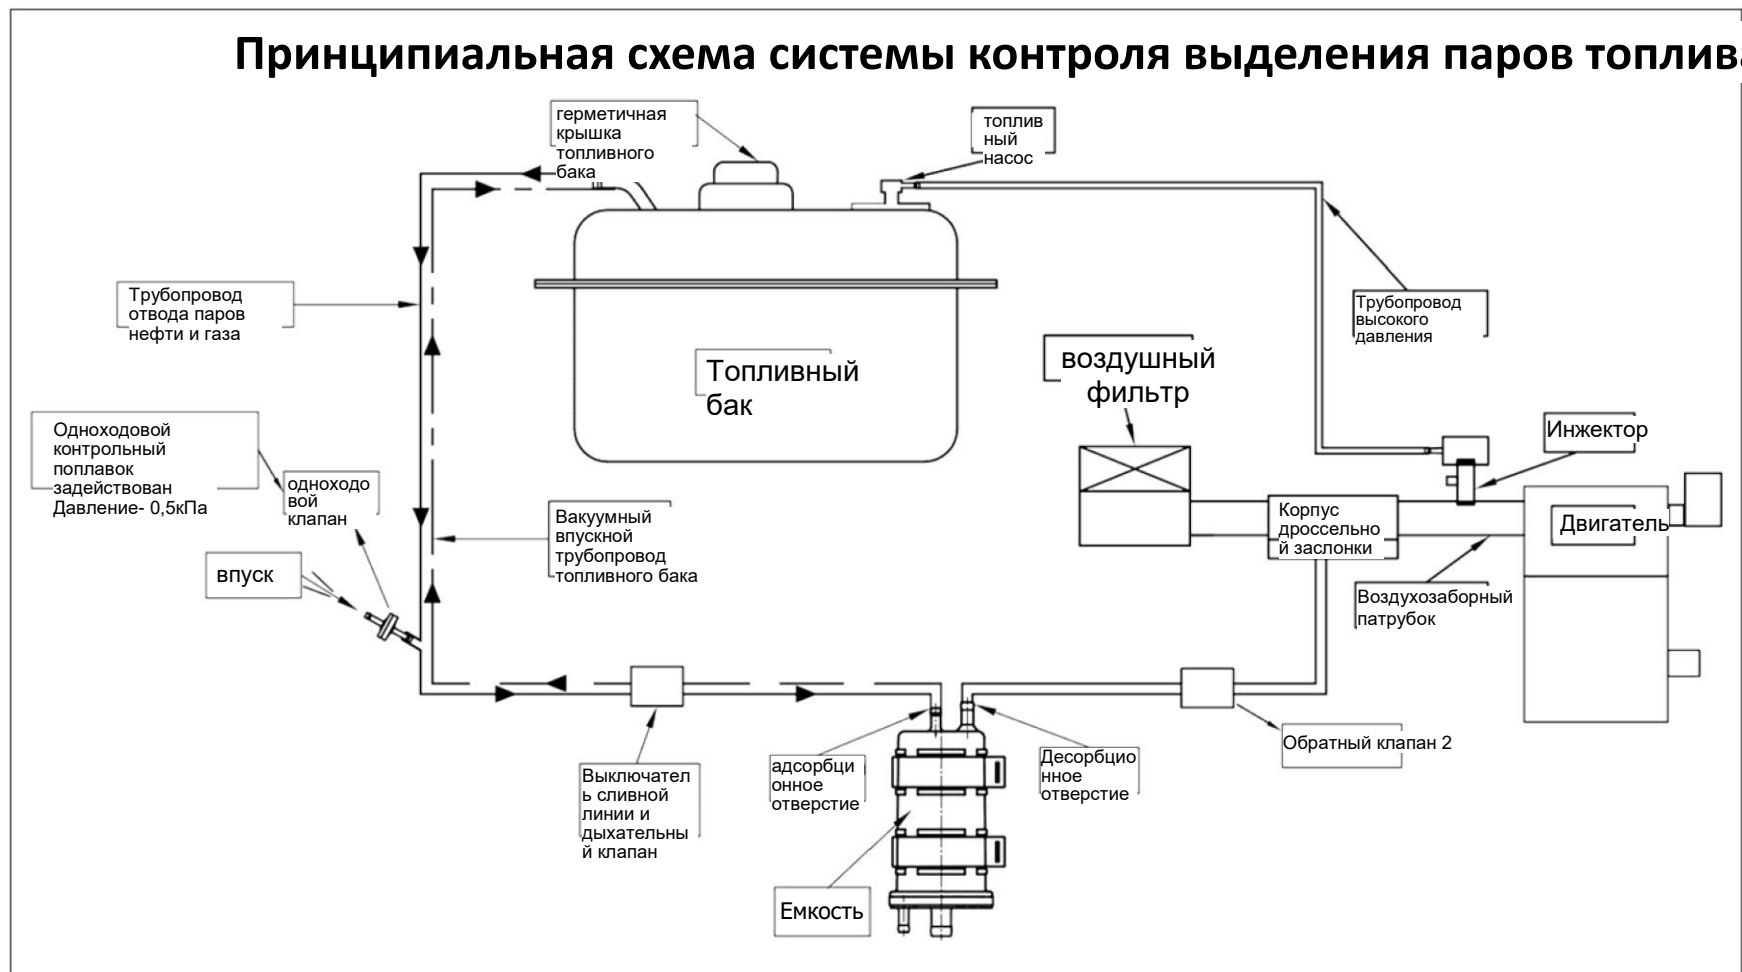 Принципиальная схема системы контроля выделения паров топлива
герметичная
крышка
топливного
бака
топлив
ный
насос
Трубопровод
отвода паров
нефти и газа
Трубопровод
высокого
давления
Топливный
бак
воздушный
фильтр
Одноходовой
контрольный
поплавок
задействован
Давление- 0,5кПа
одноходо
вой
клапан
Инжектор
Вакуумный
впускной
трубопровод
топливного бака
Корпус
дроссельно
й заслонки
Двигатель
впуск
Воздухозаборный
патрубок
Обратный клапан 2
Выключател
ь сливной
линии и
дыхательны
й клапан
адсорбци
онное
отверстие
Десорбцио
нное
отверстие
Емкость